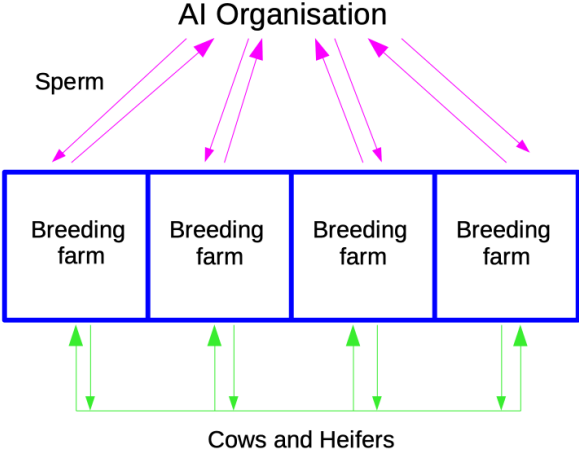 AI Organisation
Sperm
Breeding
farm
Breeding
farm
Breeding
farm
Breeding
farm
Cows and Heifers